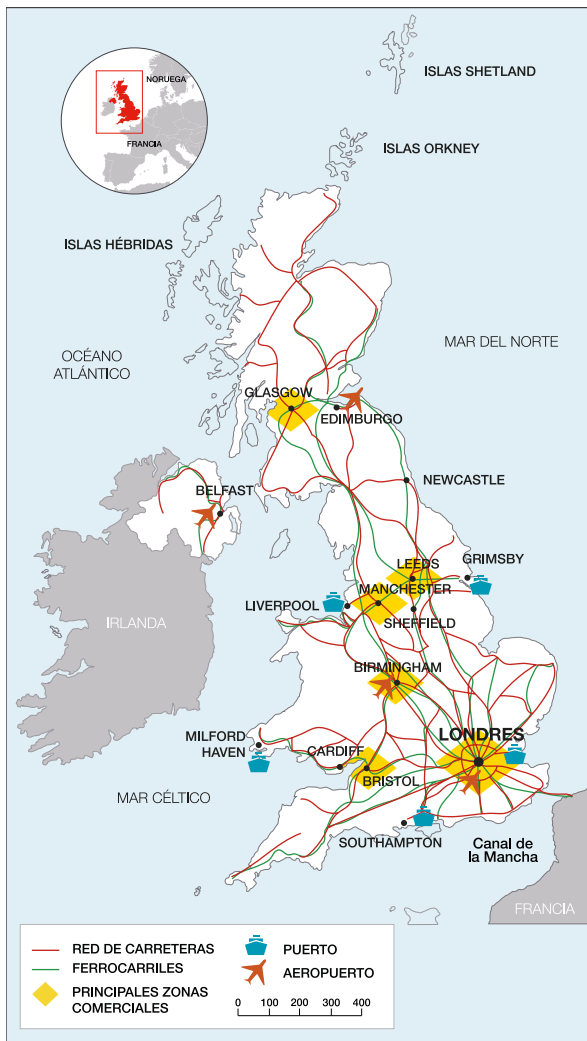 NORUEGA
FRANCIA
ISLAS SHETLAND
ISLAS ORKNEY
ISLAS HÉBRIDAS
OCÉANO
ATLÁNTICO
MAR DEL NORTE
GLASGOW
EDIMBURGO
NEWCASTLE
BELFAST
LEEDS
GRIMSBY
MANCHESTER
LIVERPOOL
SHEFFIELD
IRLANDA
BIRMINGHAM
MILFORD
HAVEN
LONDRES
CARDIFF
BRISTOL
MAR CÉLTICO
SOUTHAMPTON
Canal de
la Mancha
FRANCIA
RED DE CARRETERAS
FERROCARRILES
PRINCIPALES ZONAS
COMERCIALES
PUERTO
AEROPUERTO
0 100 200 300 400